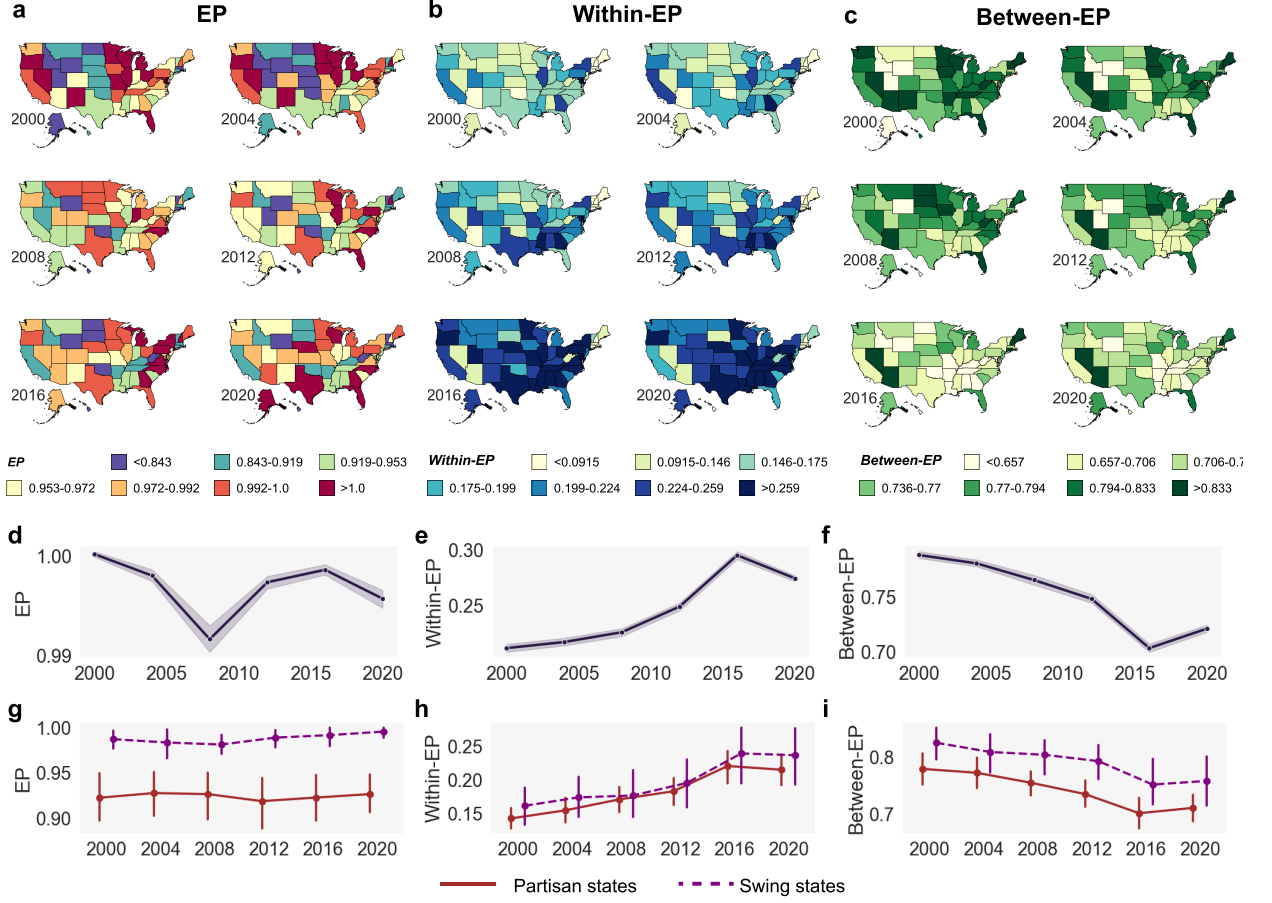 a EP b Within-EP c Between-EP
2000 2004 2000 2004 2000 2004
2008 2012 2008 2012 2008 2012
2016 2020 2016 2020 2016 2020
EP <0.843 0.843-0.919 0.919-0.953
0.953-0.972 0.972-0.992 0.992-1.0 >1.0
Within-EP <0.0915 0.0915-0.146 0.146-0.175
0.175-0.199 0.199-0.224 0.224-0.259 >0.259
Between-EP <0.657 0.657-0.706 0.706-0.7
0.736-0.77 0.77-0.794 0.794-0.833 >0.833
d
EP
1.00
0.99
2000 2005 2010 2015 2020
e
Within-EP
0.30
0.25
2000 2005 2010 2015 2020
f
Between-EP
0.75
0.70
2000 2005 2010 2015 2020
g
EP
1.00
0.95
0.90
2000 2004 2008 2012 2016 2020
h
Within-EP
0.25
0.20
0.15
2000 2004 2008 2012 2016 2020
i
Between-EP
0.8
0.7
2000 2004 2008 2012 2016 2020
Partisan states Swing states